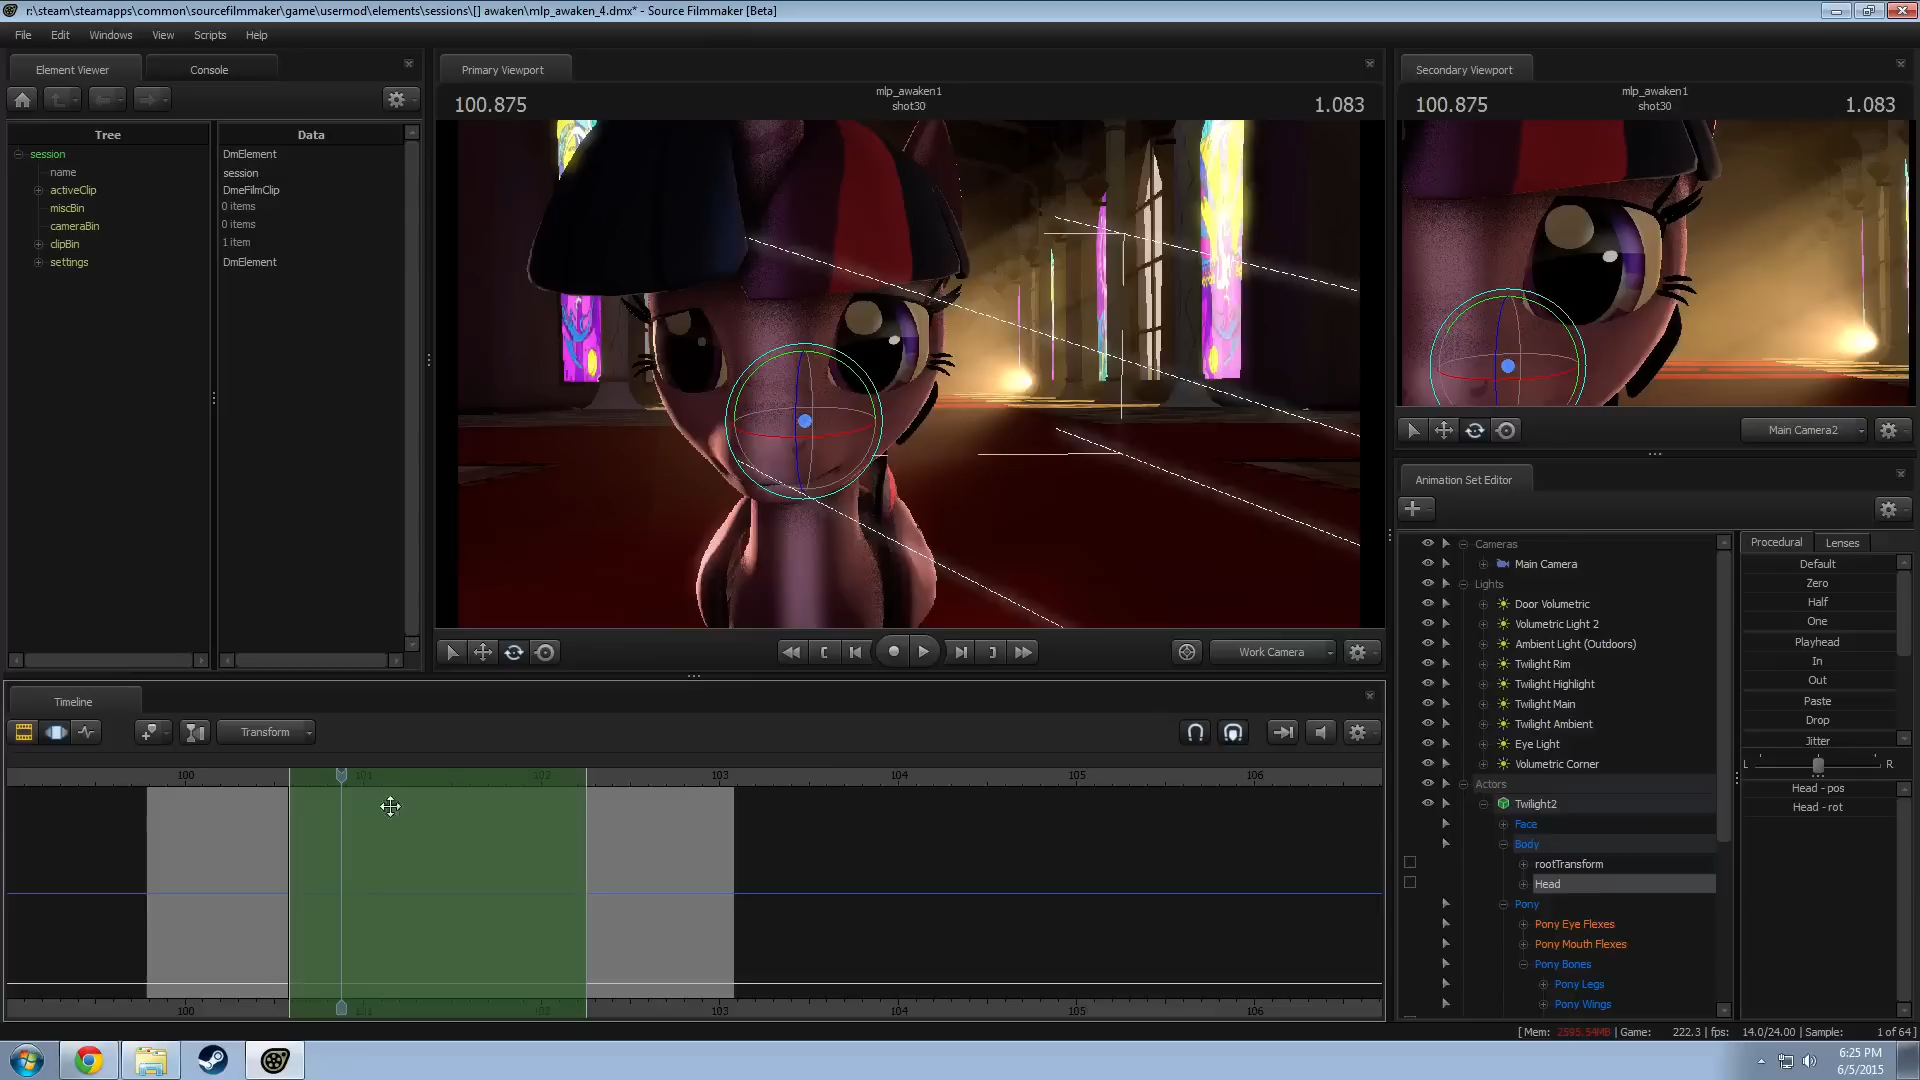 r:\steam\steamapps\common\sourcefilmmaker\game\usermod\elements\sessions\[] awaken\mlp_awaken_4.dmx* - Source Filmmaker [Beta]
File Edit Windows View Scripts Help
Element Viewer Console
Tree Data
session DmElement
name session
activeClip DmeFilmClip
miscBin 0 items
cameraBin 0 items
clipBin 1 item
settings DmElement
Primary Viewport
100.875 mlp_awaken1 1.083
shot30
Work Camera
Secondary Viewport
100.875 mlp_awaken1 1.083
shot30
Main Camera2
Timeline
Transform
100 101 102 103 104 105 106
100 101 102 103 104 105 106
Animation Set Editor
Cameras
Main Camera
Lights
Door Volumetric
Volumetric Light 2
Ambient Light (Outdoors)
Twilight Rim
Twilight Highlight
Twilight Main
Twilight Ambient
Eye Light
Volumetric Corner
Actors
Twilight2
Face
Body
rootTransform
Head
Pony
Pony Eye Flexes
Pony Mouth Flexes
Pony Bones
Pony Legs
Pony Wings
Procedural Lenses
Default
Zero
Half
One
Playhead
In
Out
Paste
Drop
Jitter
L R
Head - pos
Head - rot
[ Mem: 2595.54MB | Game: 222.3 | fps: 14.0/24.00 | Sample: 1 of 64 ]
6:25 PM
6/5/2015